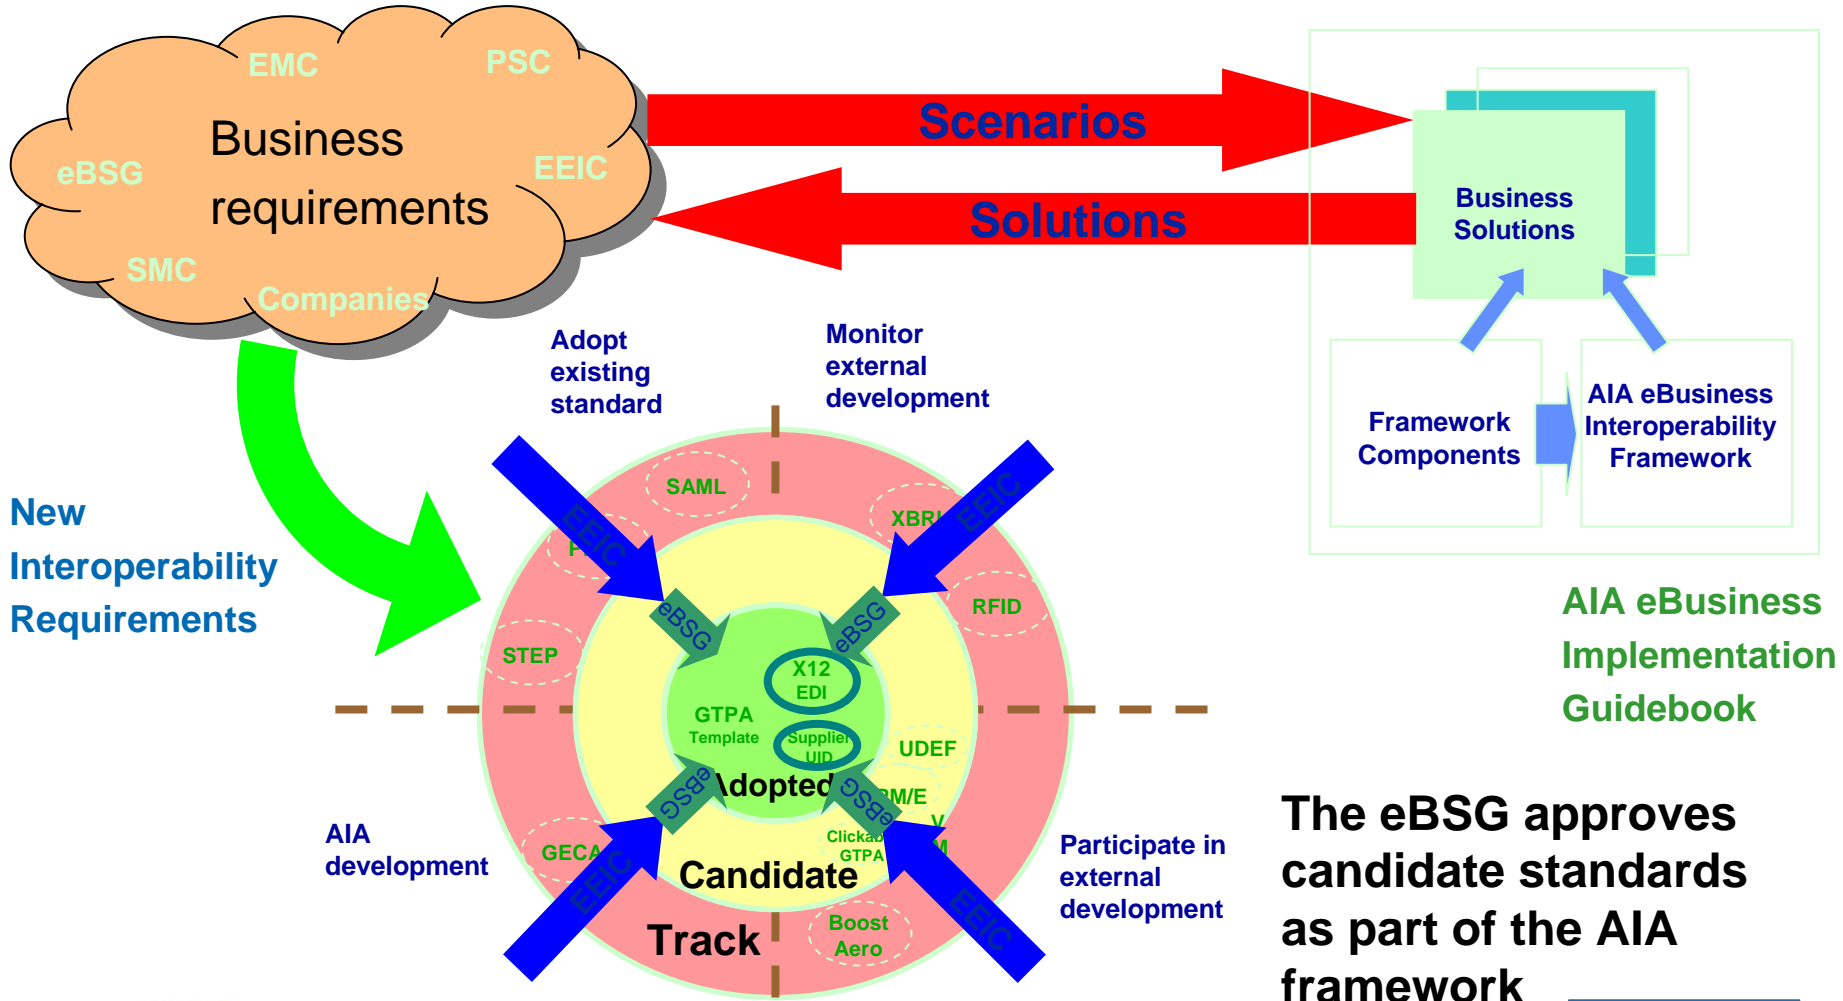 EMC
PSC
Business
requirements
eBSG
EEIC
SMC
Companies
Scenarios
Solutions
Business
Solutions
Framework
Components
AIA eBusiness
Interoperability
Framework
AIA eBusiness
Implementation
Guidebook
New
Interoperability
Requirements
Adopt
existing
standard
Monitor
external
development
SAML
EEIC
EEIC
RFID
STEP
eBSG
eBSG
X12
EDI
GTPA
Template
Supplier
UID
UDEF
Adopted
eBSG
eBSG
GTPA
Candidate
AIA
development
EEIC
EEIC
Participate in
external
development
Track
Boost
Aero
The eBSG approves
candidate standards
as part of the AIA
framework